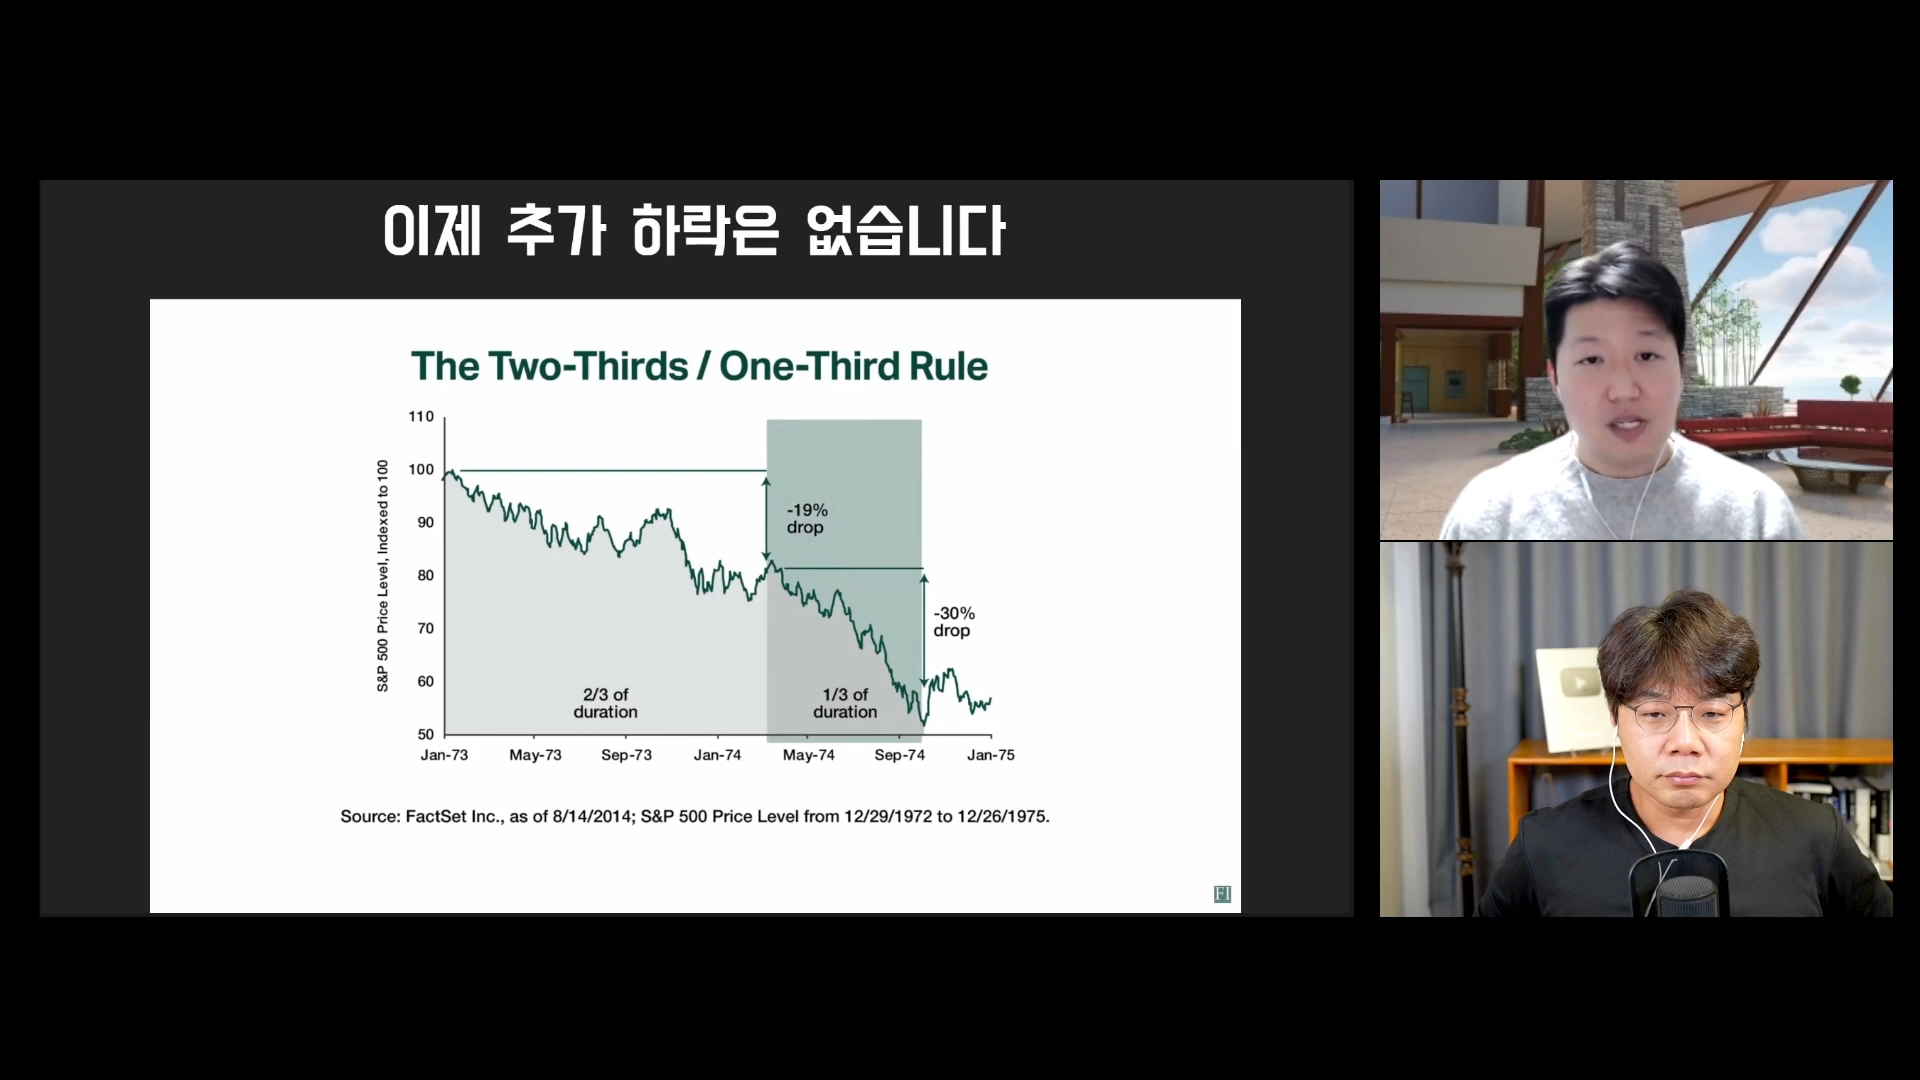 이제 추가 하락은 없습니다
The Two-Thirds / One-Third Rule
S&P 500 Price Level, Indexed to 100
110
100
90
80
70
60
50
-19%
drop
-30%
drop
2/3 of
duration
1/3 of
duration
Jan-73
May-73
Sep-73
Jan-74
May-74
Sep-74
Jan-75
Source: FactSet Inc., as of 8/14/2014; S&P 500 Price Level from 12/29/1972 to 12/26/1975.
FI